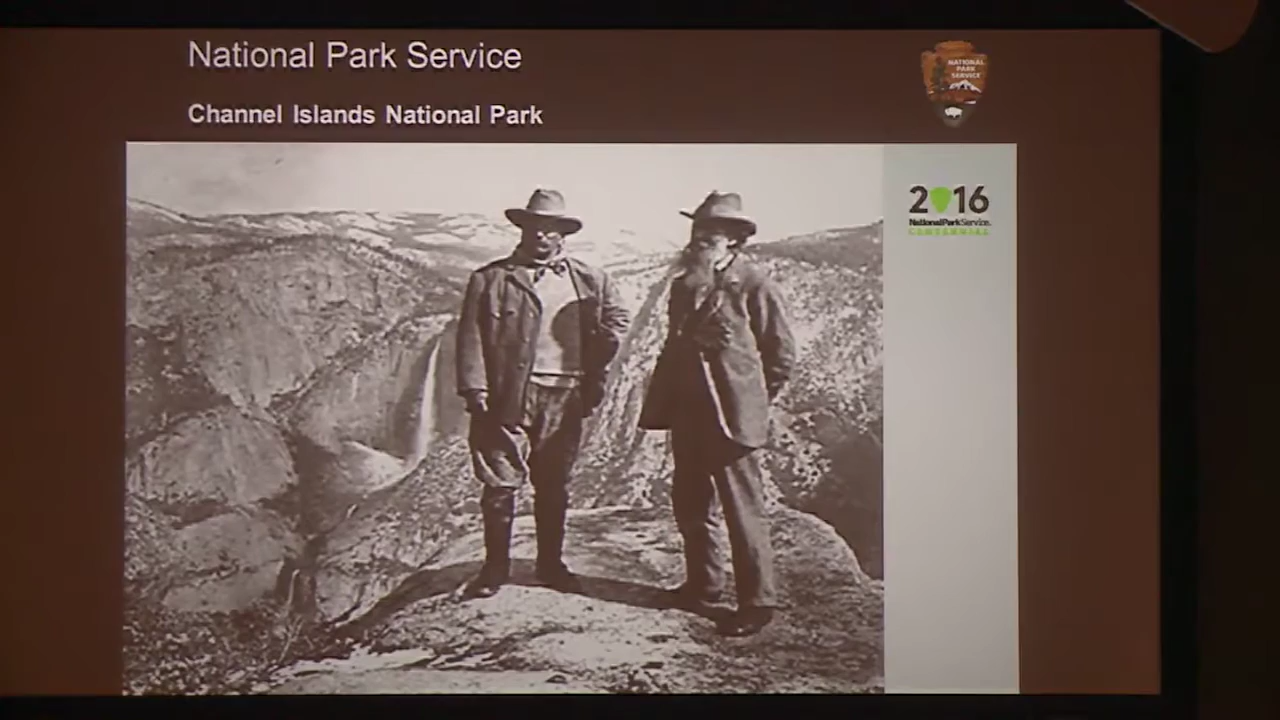 National Park Service
NATIONAL
PARK
SERVICE
Channel Islands National Park
2016
NationalParkService
CENTENNIAL